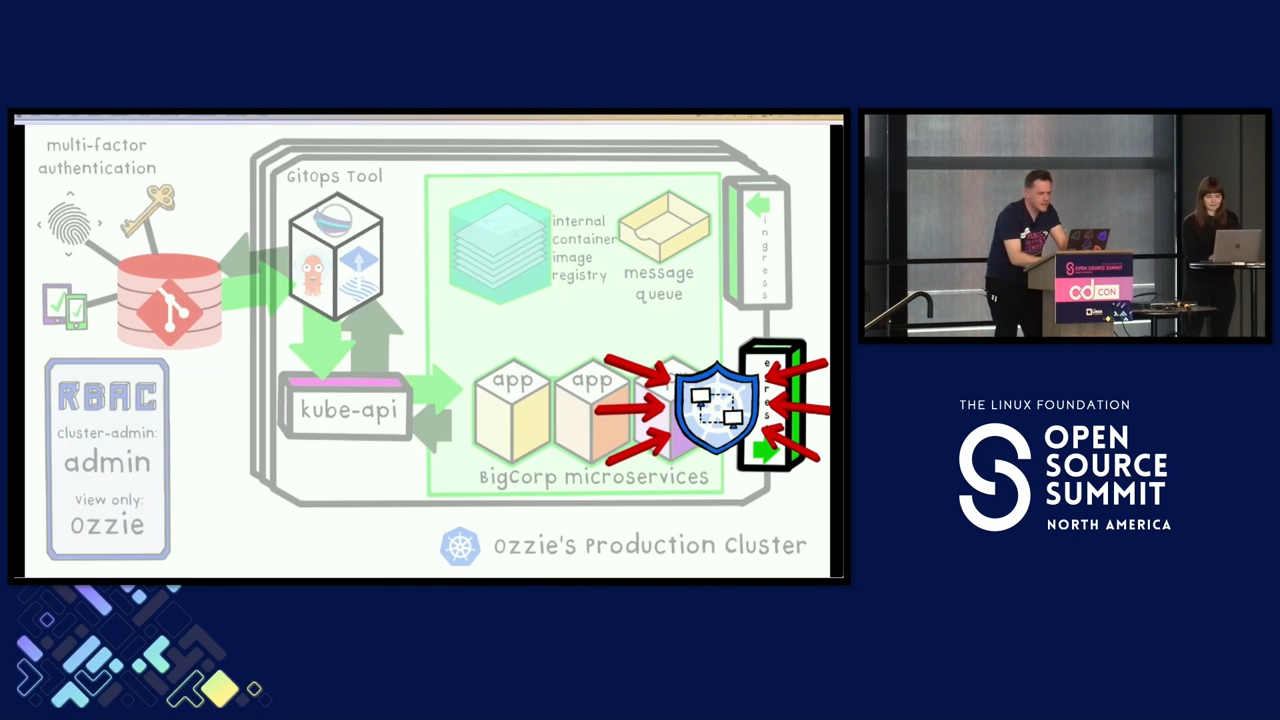 multi-factor
authentication
RBAC
cluster-admin:
admin
view only:
ozzie
GitOps Tool
kube-api
internal
container
image
registry
message
queue
ingress
app
app
BigCorp microservices
Ozzie's Production Cluster
OPEN SOURCE SUMMIT
cd CON
THE LINUX FOUNDATION
OPEN
SOURCE
SUMMIT
NORTH AMERICA